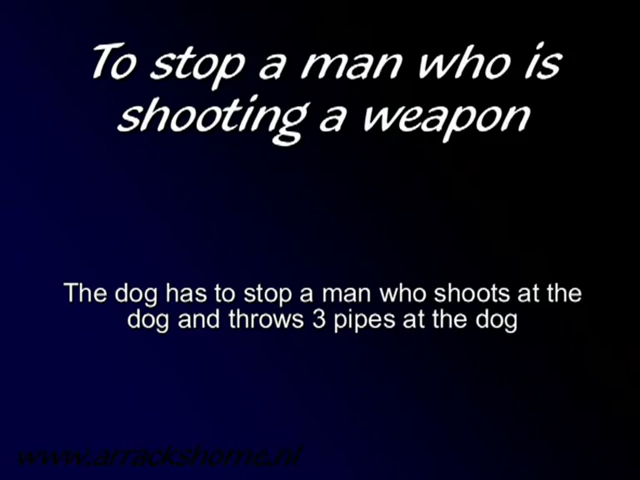 To stop a man who is
shooting a weapon
The dog has to stop a man who shoots at the
dog and throws 3 pipes at the dog
www.arrackshome.nl